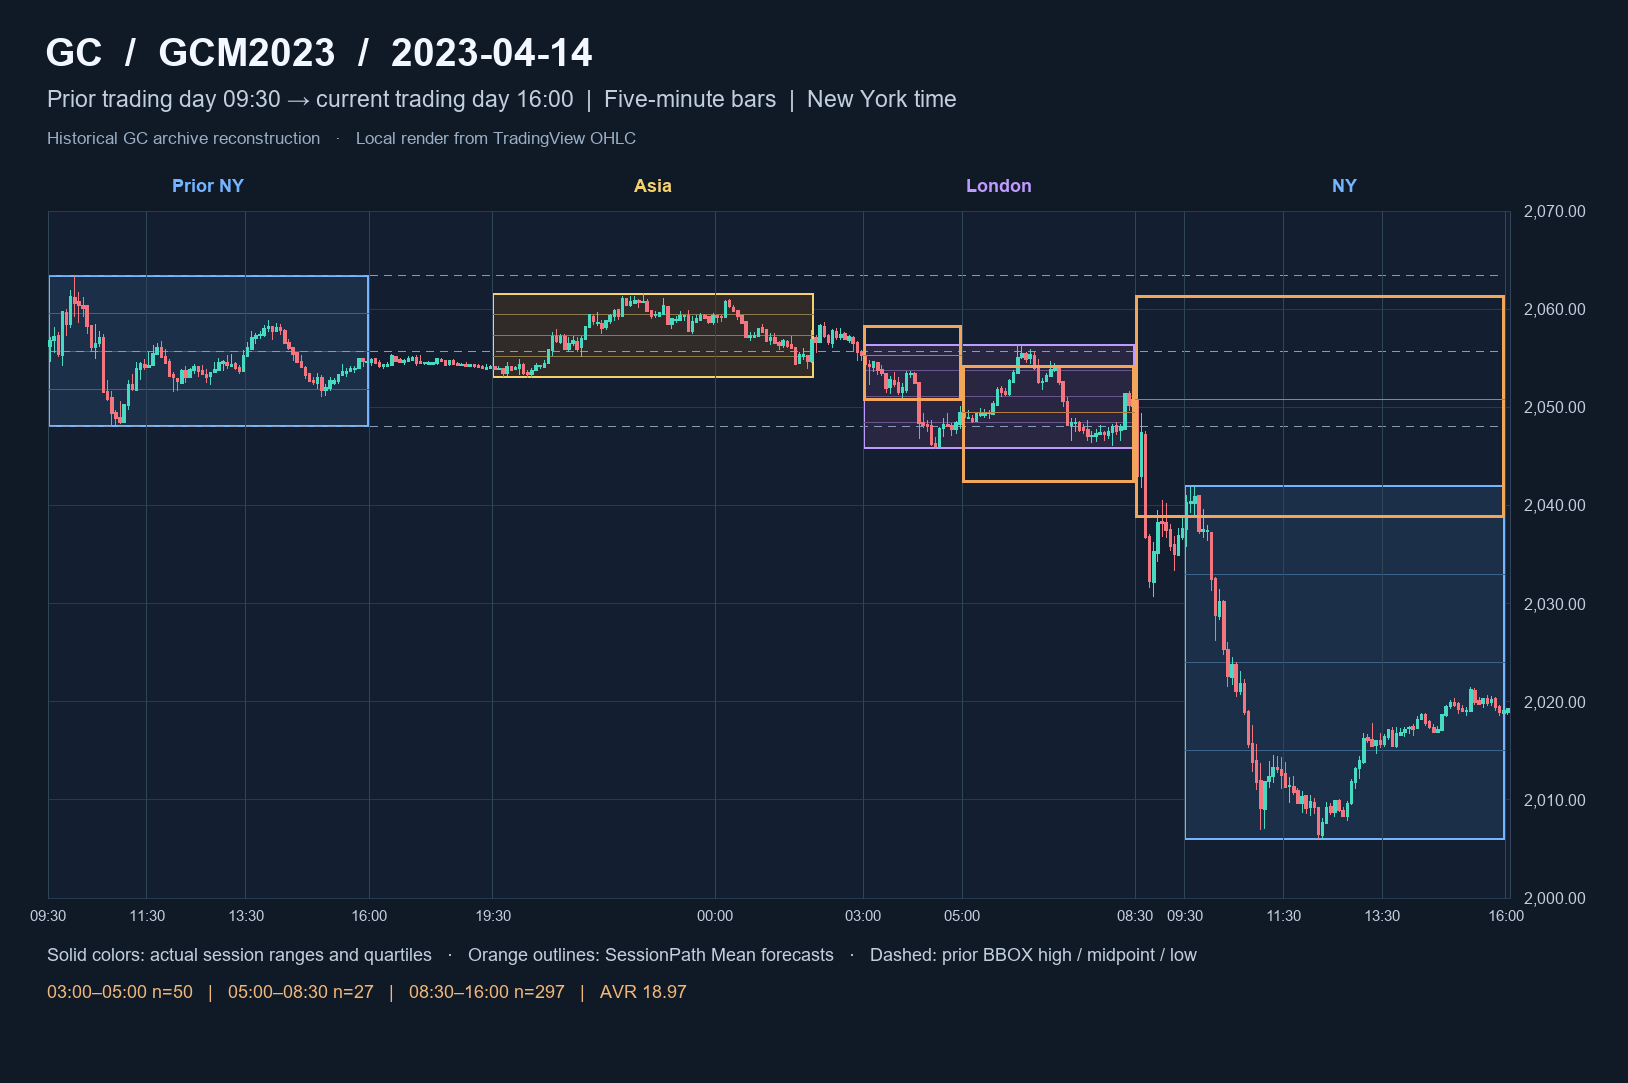 GC / GCM2023 / 2023-04-14
Prior trading day 09:30 → current trading day 16:00 | Five-minute bars | New York time
Historical GC archive reconstruction · Local render from TradingView OHLC
Prior NY Asia London NY
2,070.00
2,060.00
2,050.00
2,040.00
2,030.00
2,020.00
2,010.00
2,000.00
09:30 11:30 13:30 16:00 19:30 00:00 03:00 05:00 08:30 09:30 11:30 13:30 16:00
Solid colors: actual session ranges and quartiles · Orange outlines: SessionPath Mean forecasts · Dashed: prior BBOX high / midpoint / low
03:00–05:00 n=50 | 05:00–08:30 n=27 | 08:30–16:00 n=297 | AVR 18.97